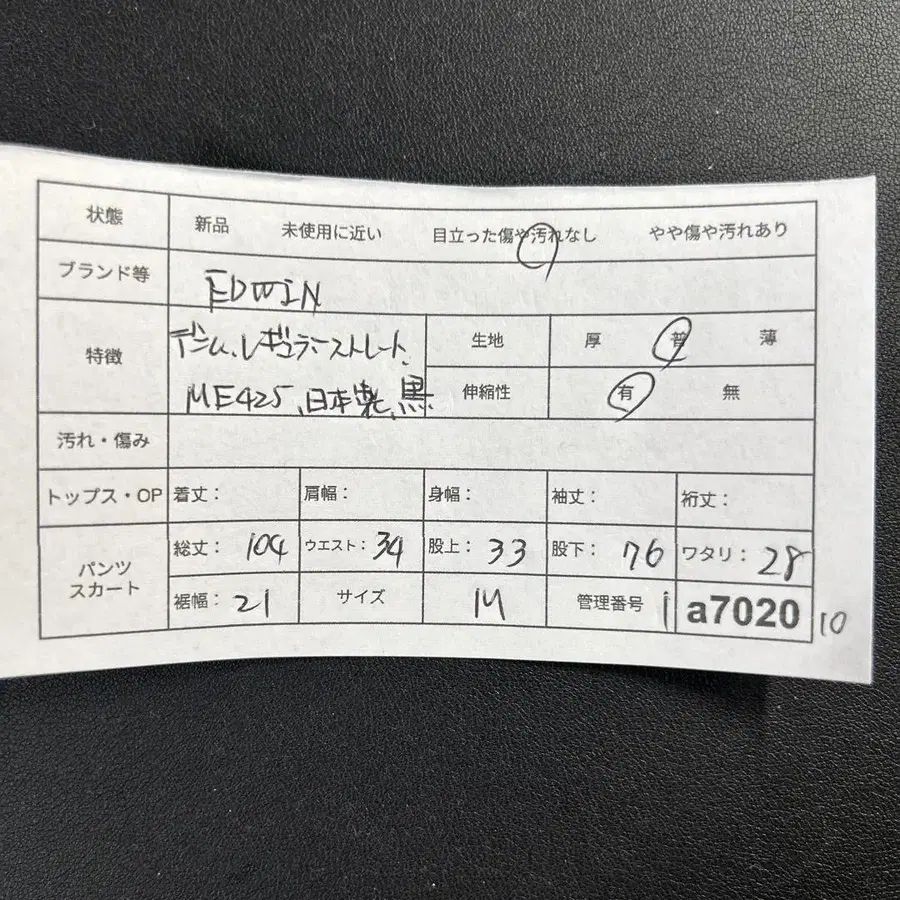 状態 新品 未使用に近い 目立った傷や汚れなし やや傷や汚れあり
ブランド等 EDWIN
特徴 デニム、レギュラーストレート、
ME425、日本製、黒
生地 厚 普 薄
伸縮性 有 無
汚れ・傷み
トップス・OP 着丈: 肩幅: 身幅: 袖丈: 裄丈:
パンツ
スカート
総丈: 104 ウエスト: 34 股上: 33 股下: 76 ワタリ: 28
裾幅: 21 サイズ M 管理番号 1 a7020 10